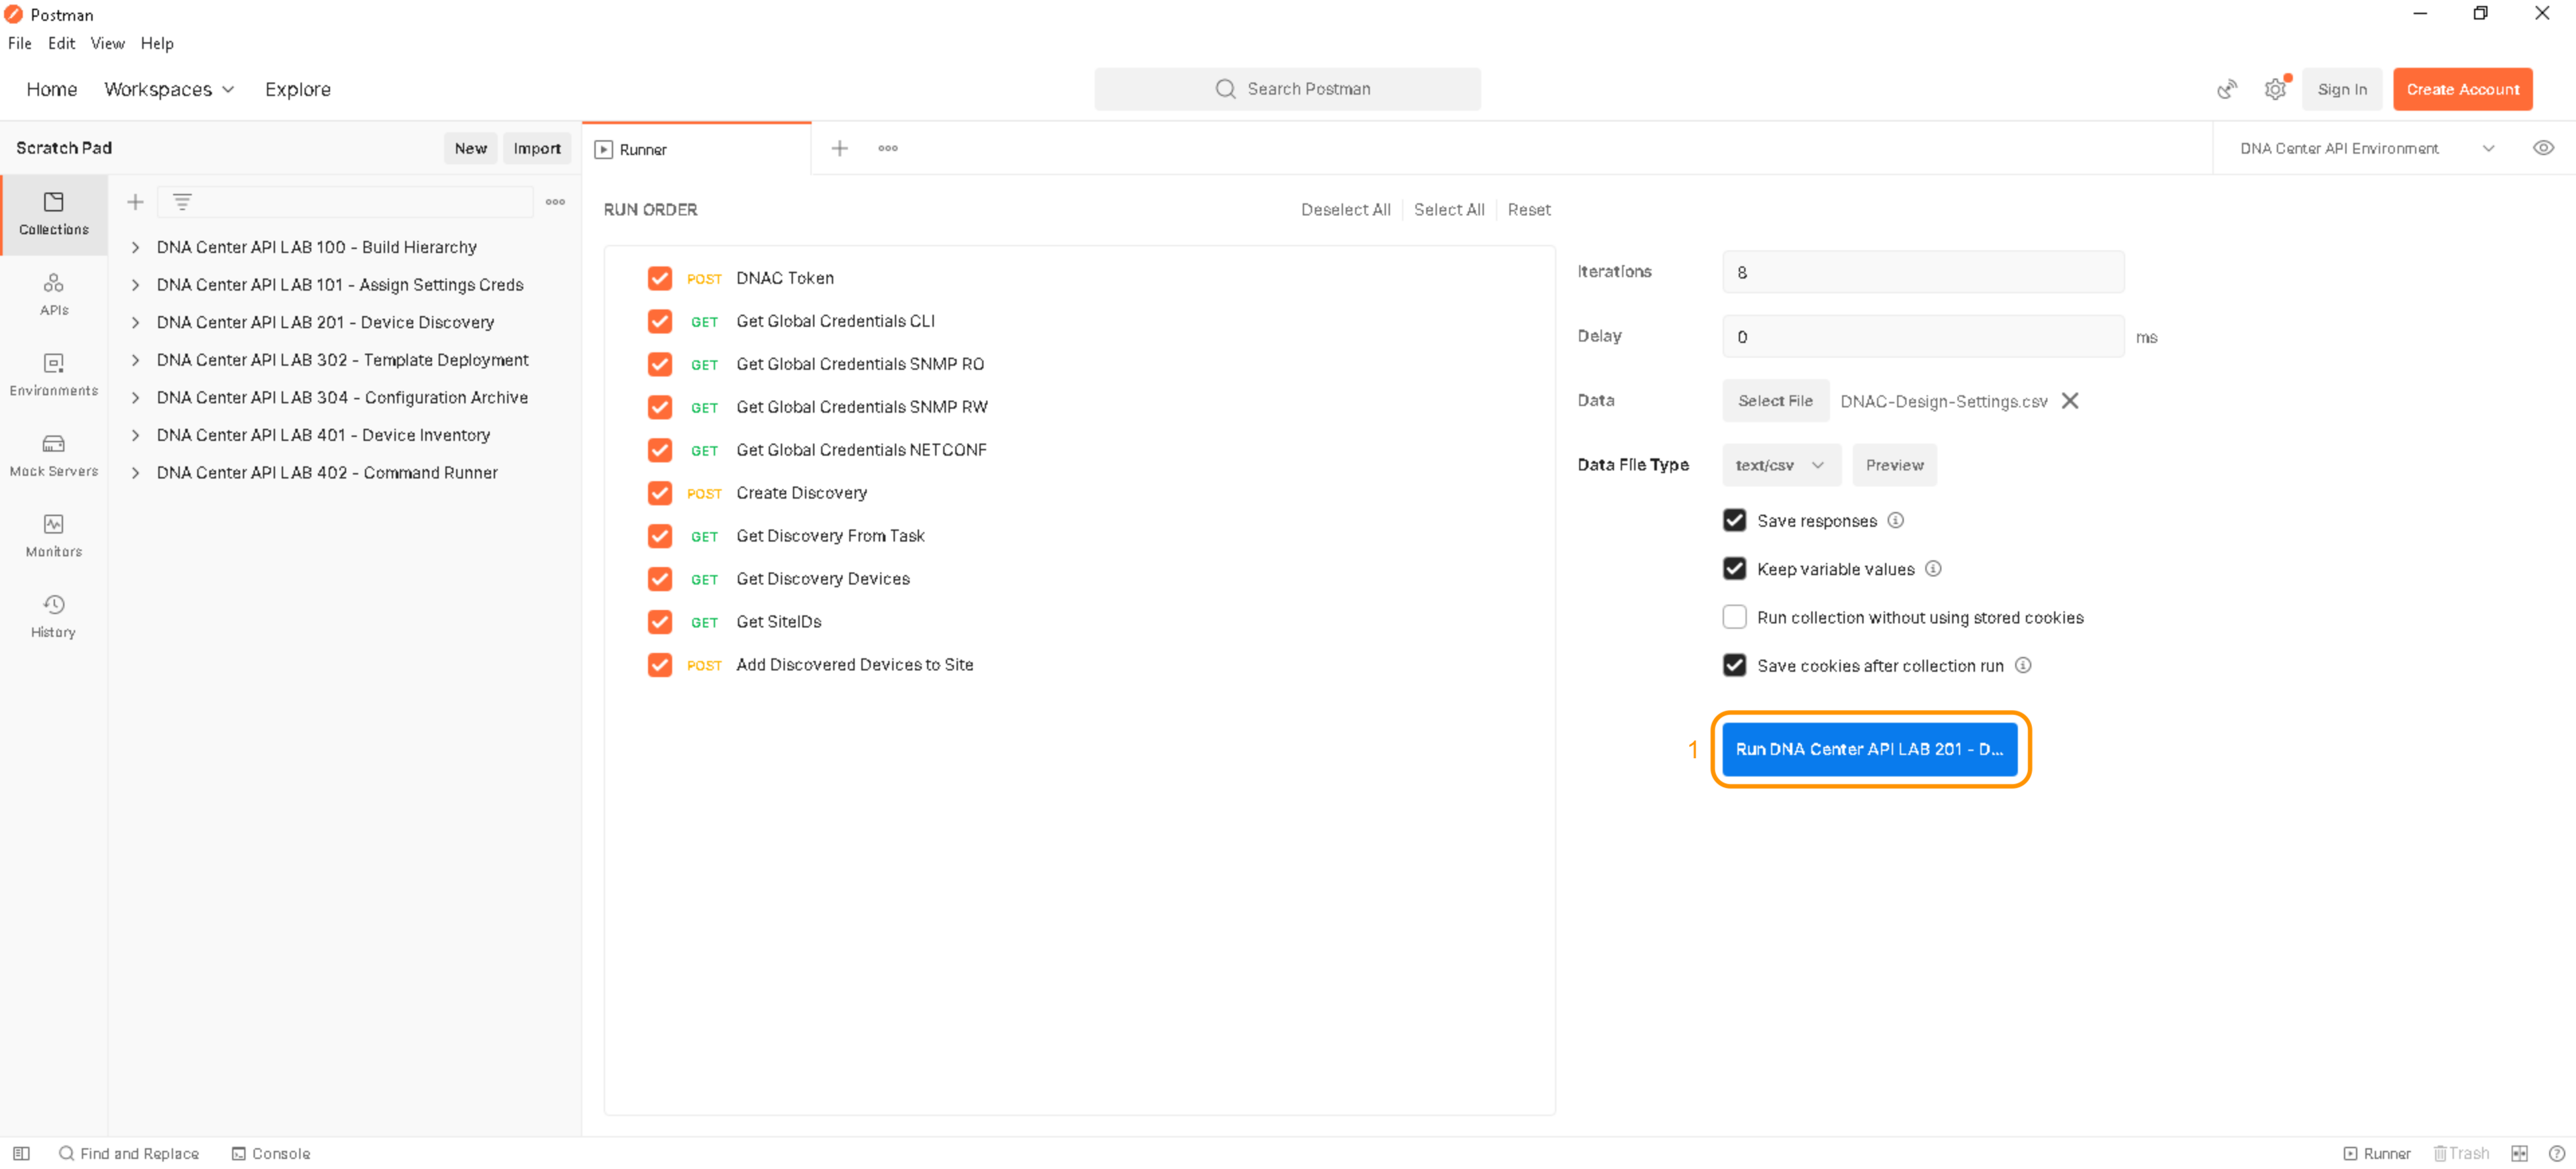 Postman
File Edit View Help
Home Workspaces Explore
Search Postman
Sign In
Create Account
Scratch Pad
New Import
Runner
DNA Center API Environment
Collections
APIs
Environments
Mock Servers
Monitors
History
DNA Center API LAB 100 - Build Hierarchy
DNA Center API LAB 101 - Assign Settings Creds
DNA Center API LAB 201 - Device Discovery
DNA Center API LAB 302 - Template Deployment
DNA Center API LAB 304 - Configuration Archive
DNA Center API LAB 401 - Device Inventory
DNA Center API LAB 402 - Command Runner
RUN ORDER
Deselect All Select All Reset
POST DNAC Token
GET Get Global Credentials CLI
GET Get Global Credentials SNMP RO
GET Get Global Credentials SNMP RW
GET Get Global Credentials NETCONF
POST Create Discovery
GET Get Discovery From Task
GET Get Discovery Devices
GET Get SiteIDs
POST Add Discovered Devices to Site
Iterations 8
Delay 0 ms
Data Select File DNAC-Design-Settings.csv
Data File Type text/csv Preview
Save responses
Keep variable values
Run collection without using stored cookies
Save cookies after collection run
1 Run DNA Center API LAB 201 - D...
Find and Replace Console
Runner Trash